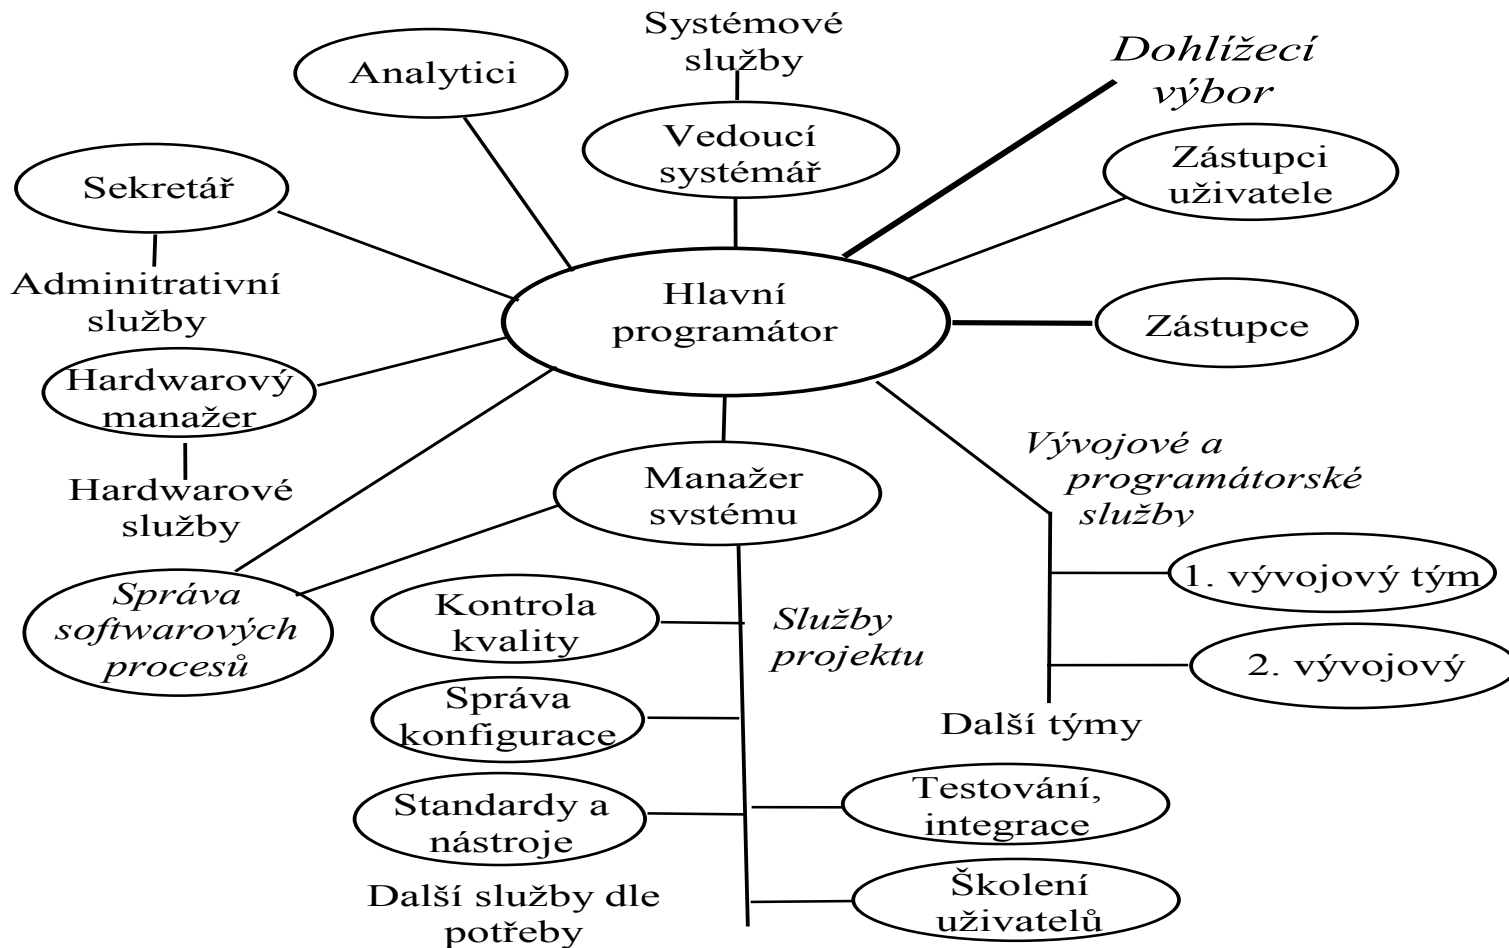 Systémové
služby
Dohlížecí
výbor
Analytici
Vedoucí
systémář
Zástupci
uživatele
Sekretář
Adminitrativní
služby
Hlavní
programátor
Zástupce
Hardwarový
manažer
Hardwarové
služby
Manažer
svstému
Vývojové a
programátorské
služby
1. vývojový tým
2. vývojový
Další týmy
Správa
softwarových
procesů
Kontrola
kvality
Služby
projektu
Správa
konfigurace
Standardy a
nástroje
Testování,
integrace
Další služby dle
potřeby
Školení
uživatelů